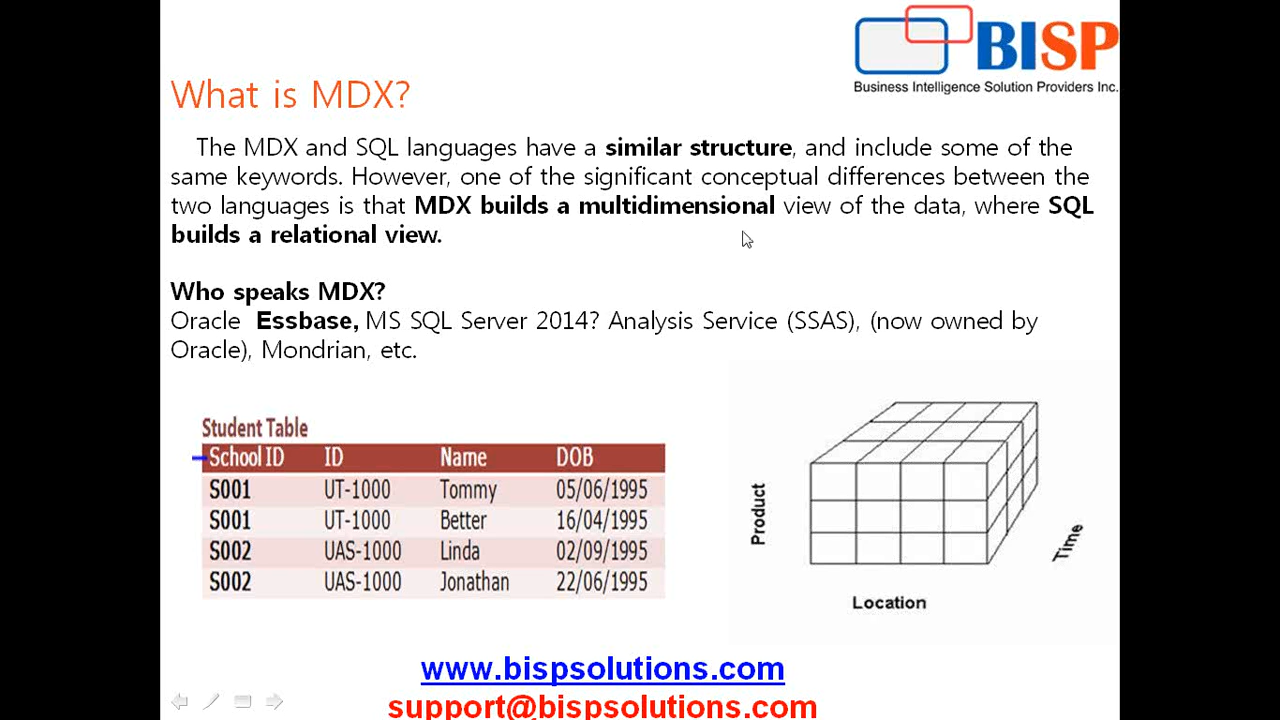 BISP
Business Intelligence Solution Providers Inc.
What is MDX?
The MDX and SQL languages have a similar structure, and include some of the
same keywords. However, one of the significant conceptual differences between the
two languages is that MDX builds a multidimensional view of the data, where SQL
builds a relational view.
Who speaks MDX?
Oracle Essbase, MS SQL Server 2014? Analysis Service (SSAS), (now owned by
Oracle), Mondrian, etc.
Student Table
School ID ID Name DOB
S001 UT-1000 Tommy 05/06/1995
S001 UT-1000 Better 16/04/1995
S002 UAS-1000 Linda 02/09/1995
S002 UAS-1000 Jonathan 22/06/1995
Product
Time
Location
www.bispsolutions.com
support@bispsolutions.com